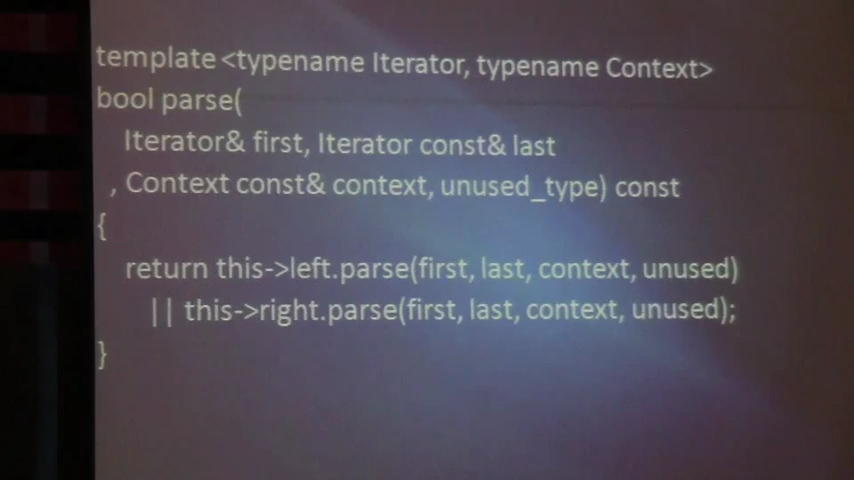 template <typename Iterator, typename Context>
bool parse(
Iterator& first, Iterator const& last
, Context const& context, unused_type) const
{
return this->left.parse(first, last, context, unused)
|| this->right.parse(first, last, context, unused);
}